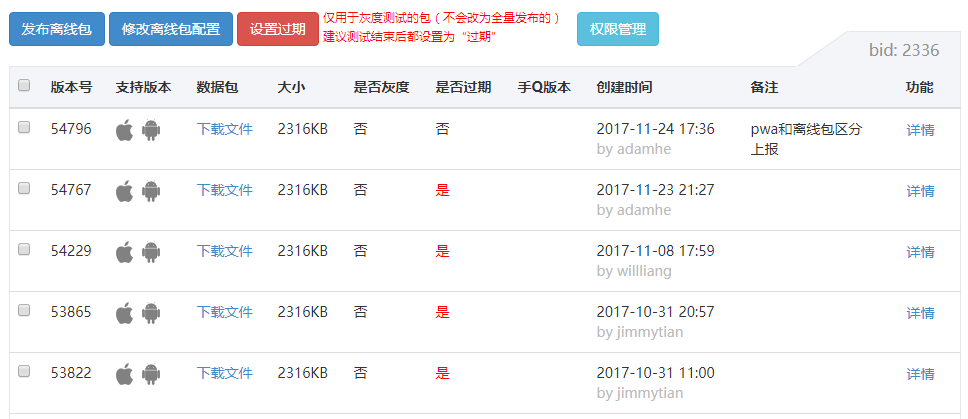 发布离线包 修改离线包配置 设置过期 仅用于灰度测试的包（不会改为全量发布的） 权限管理
建议测试结束后都设置为“过期”
bid: 2336
版本号 支持版本 数据包 大小 是否灰度 是否过期 手Q版本 创建时间 备注 功能
54796 下载文件 2316KB 否 否 2017-11-24 17:36 pwa和离线包区分 详情
by adamhe 上报
54767 下载文件 2316KB 否 是 2017-11-23 21:27 详情
by adamhe
54229 下载文件 2316KB 否 是 2017-11-08 17:59 详情
by willliang
53865 下载文件 2316KB 否 是 2017-10-31 20:57 详情
by jimmytian
53822 下载文件 2316KB 否 是 2017-10-31 11:00 详情
by jimmytian